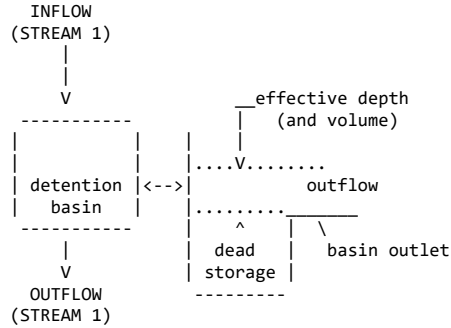 INFLOW
(STREAM 1)
effective depth
(and volume)
detention
basin
outflow
dead
storage
basin outlet
OUTFLOW
(STREAM 1)